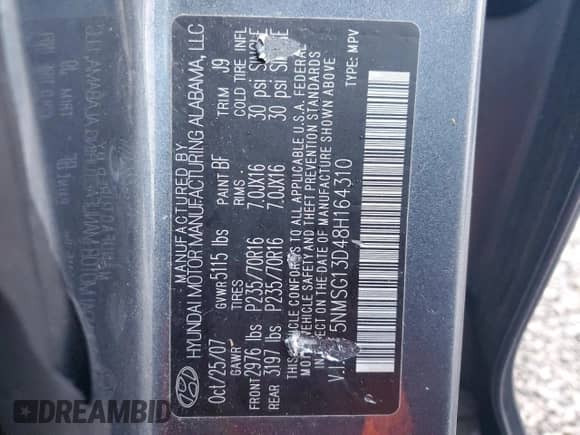 MANUFACTURED BY
HYUNDAI MOTOR MANUFACTURING ALABAMA, LLC
Oct/25/07 GVWR 5115 lbs PAINT BF TRIM J9
GAWR TIRES RIMS COLD TIRE INFL
FRONT 2976 lbs P235/70R16 7.0JX16 30 psi SINGLE
REAR 3197 lbs P235/70R16 7.0JX16 30 psi
THIS VEHICLE CONFORMS TO ALL APPLICABLE U.S.A. FEDERAL
MOTOR VEHICLE SAFETY AND THEFT PREVENTION STANDARDS
IN EFFECT ON THE DATE OF MANUFACTURE SHOWN ABOVE
5NMSG13D48H164310 TYPE: MPV
DREAMBID